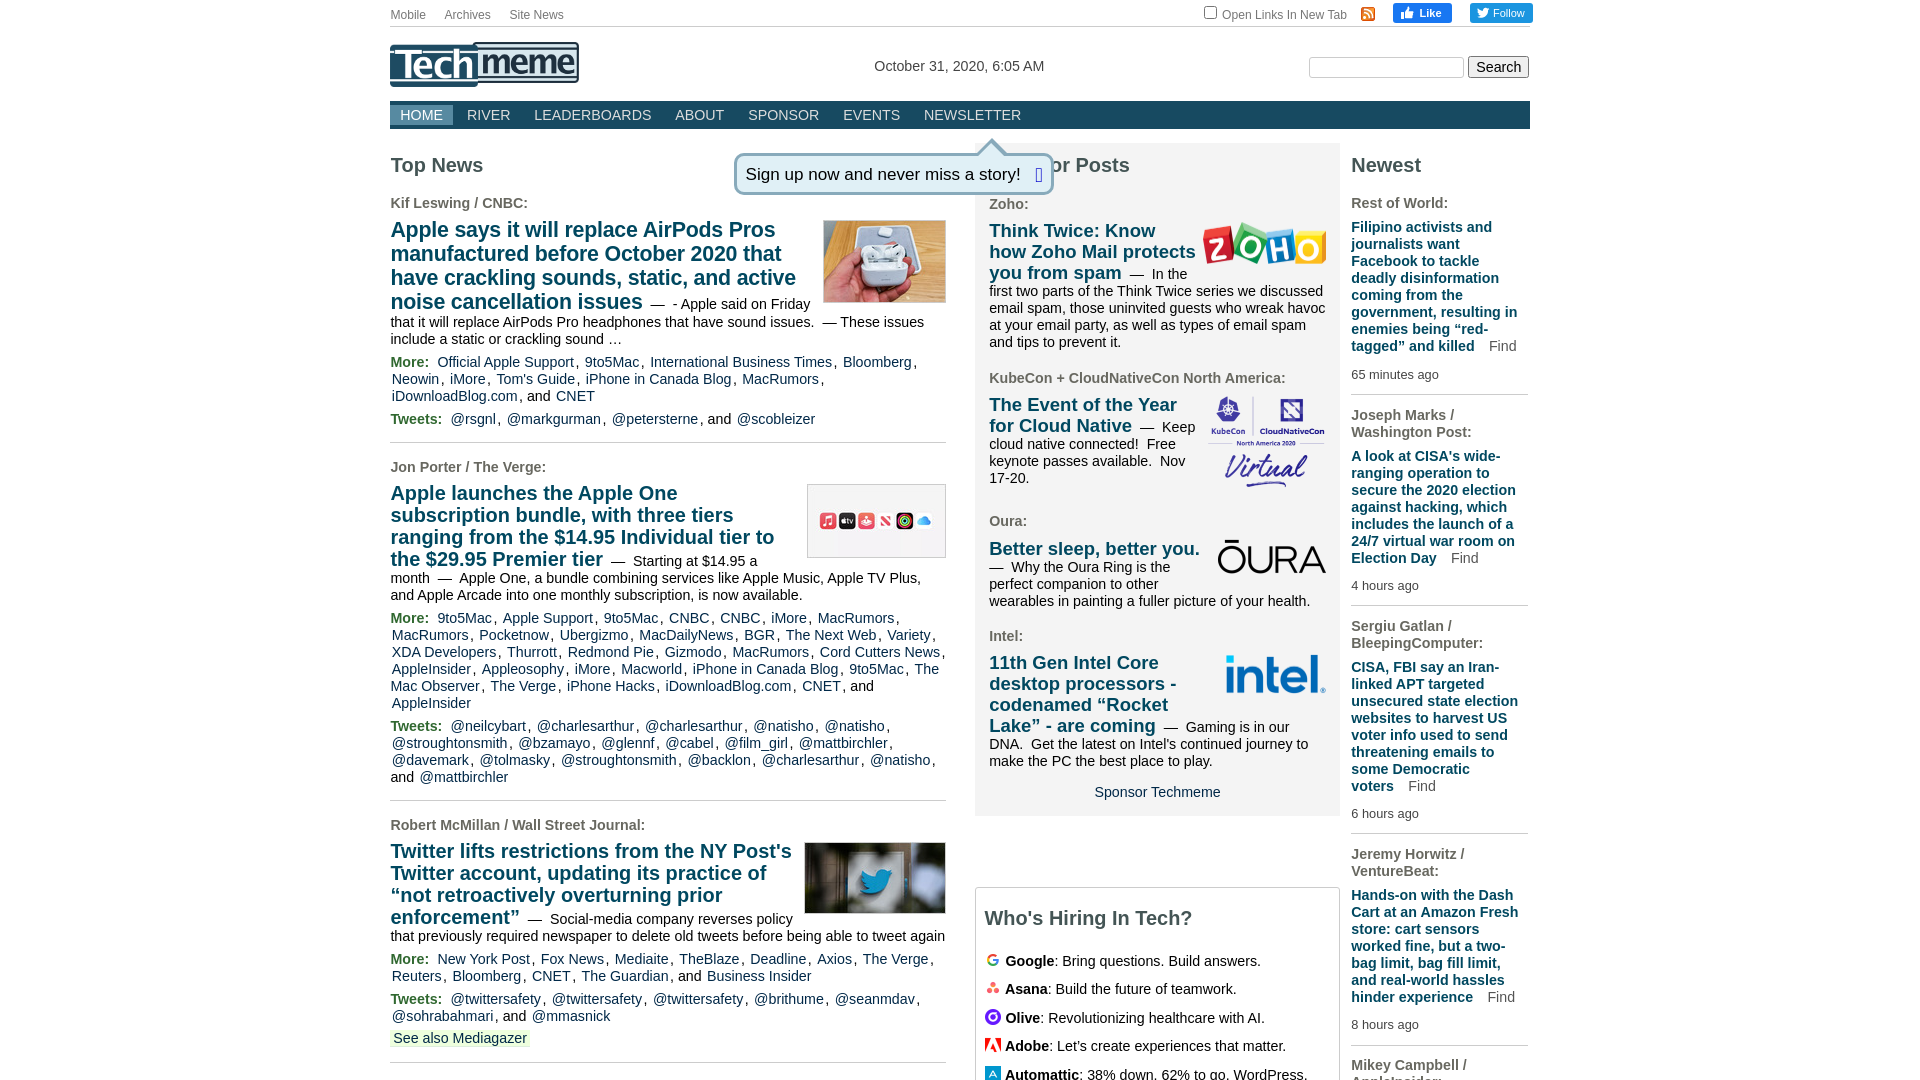 Mobile Archives Site News
Open Links In New Tab Like Follow
Techmeme
October 31, 2020, 6:05 AM
Search
HOME RIVER LEADERBOARDS ABOUT SPONSOR EVENTS NEWSLETTER
Sign up now and never miss a story!
Top News
Kif Leswing / CNBC:
Apple says it will replace AirPods Pros
manufactured before October 2020 that
have crackling sounds, static, and active
noise cancellation issues — - Apple said on Friday
that it will replace AirPods Pro headphones that have sound issues. — These issues
include a static or crackling sound …
More: Official Apple Support, 9to5Mac, International Business Times, Bloomberg,
Neowin, iMore, Tom's Guide, iPhone in Canada Blog, MacRumors,
iDownloadBlog.com, and CNET
Tweets: @rsgnl, @markgurman, @petersterne, and @scobleizer
Jon Porter / The Verge:
Apple launches the Apple One
subscription bundle, with three tiers
ranging from the $14.95 Individual tier to
the $29.95 Premier tier — Starting at $14.95 a
month — Apple One, a bundle combining services like Apple Music, Apple TV Plus,
and Apple Arcade into one monthly subscription, is now available.
More: 9to5Mac, Apple Support, 9to5Mac, CNBC, CNBC, iMore, MacRumors,
MacRumors, Pocketnow, Ubergizmo, MacDailyNews, BGR, The Next Web, Variety,
XDA Developers, Thurrott, Redmond Pie, Gizmodo, MacRumors, Cord Cutters News,
AppleInsider, Appleosophy, iMore, Macworld, iPhone in Canada Blog, 9to5Mac, The
Mac Observer, The Verge, iPhone Hacks, iDownloadBlog.com, CNET, and
AppleInsider
Tweets: @neilcybart, @charlesarthur, @charlesarthur, @natisho, @natisho,
@stroughtonsmith, @bzamayo, @glennf, @cabel, @film_girl, @mattbirchler,
@davemark, @tolmasky, @stroughtonsmith, @backlon, @charlesarthur, @natisho,
and @mattbirchler
Robert McMillan / Wall Street Journal:
Twitter lifts restrictions from the NY Post's
Twitter account, updating its practice of
“not retroactively overturning prior
enforcement” — Social-media company reverses policy
that previously required newspaper to delete old tweets before being able to tweet again
More: New York Post, Fox News, Mediaite, TheBlaze, Deadline, Axios, The Verge,
Reuters, Bloomberg, CNET, The Guardian, and Business Insider
Tweets: @twittersafety, @twittersafety, @twittersafety, @brithume, @seanmdav,
@sohrabahmari, and @mmasnick
See also Mediagazer
or Posts
Zoho:
Think Twice: Know
how Zoho Mail protects
you from spam — In the
first two parts of the Think Twice series we discussed
email spam, those uninvited guests who wreak havoc
at your email party, as well as types of email spam
and tips to prevent it.
ZOHO
KubeCon + CloudNativeCon North America:
The Event of the Year
for Cloud Native — Keep
cloud native connected! Free
keynote passes available. Nov
17-20.
KubeCon CloudNativeCon
North America 2020
Virtual
Oura:
Better sleep, better you.
— Why the Oura Ring is the
perfect companion to other
wearables in painting a fuller picture of your health.
ŌURA
Intel:
11th Gen Intel Core
desktop processors -
codenamed “Rocket
Lake” - are coming — Gaming is in our
DNA. Get the latest on Intel's continued journey to
make the PC the best place to play.
intel.
Sponsor Techmeme
Who's Hiring In Tech?
Google: Bring questions. Build answers.
Asana: Build the future of teamwork.
Olive: Revolutionizing healthcare with AI.
Adobe: Let’s create experiences that matter.
Automattic: 38% down. 62% to go. WordPress.
Newest
Rest of World:
Filipino activists and
journalists want
Facebook to tackle
deadly disinformation
coming from the
government, resulting in
enemies being “red-
tagged” and killed Find
65 minutes ago
Joseph Marks /
Washington Post:
A look at CISA's wide-
ranging operation to
secure the 2020 election
against hacking, which
includes the launch of a
24/7 virtual war room on
Election Day Find
4 hours ago
Sergiu Gatlan /
BleepingComputer:
CISA, FBI say an Iran-
linked APT targeted
unsecured state election
websites to harvest US
voter info used to send
threatening emails to
some Democratic
voters Find
6 hours ago
Jeremy Horwitz /
VentureBeat:
Hands-on with the Dash
Cart at an Amazon Fresh
store: cart sensors
worked fine, but a two-
bag limit, bag fill limit,
and real-world hassles
hinder experience Find
8 hours ago
Mikey Campbell /